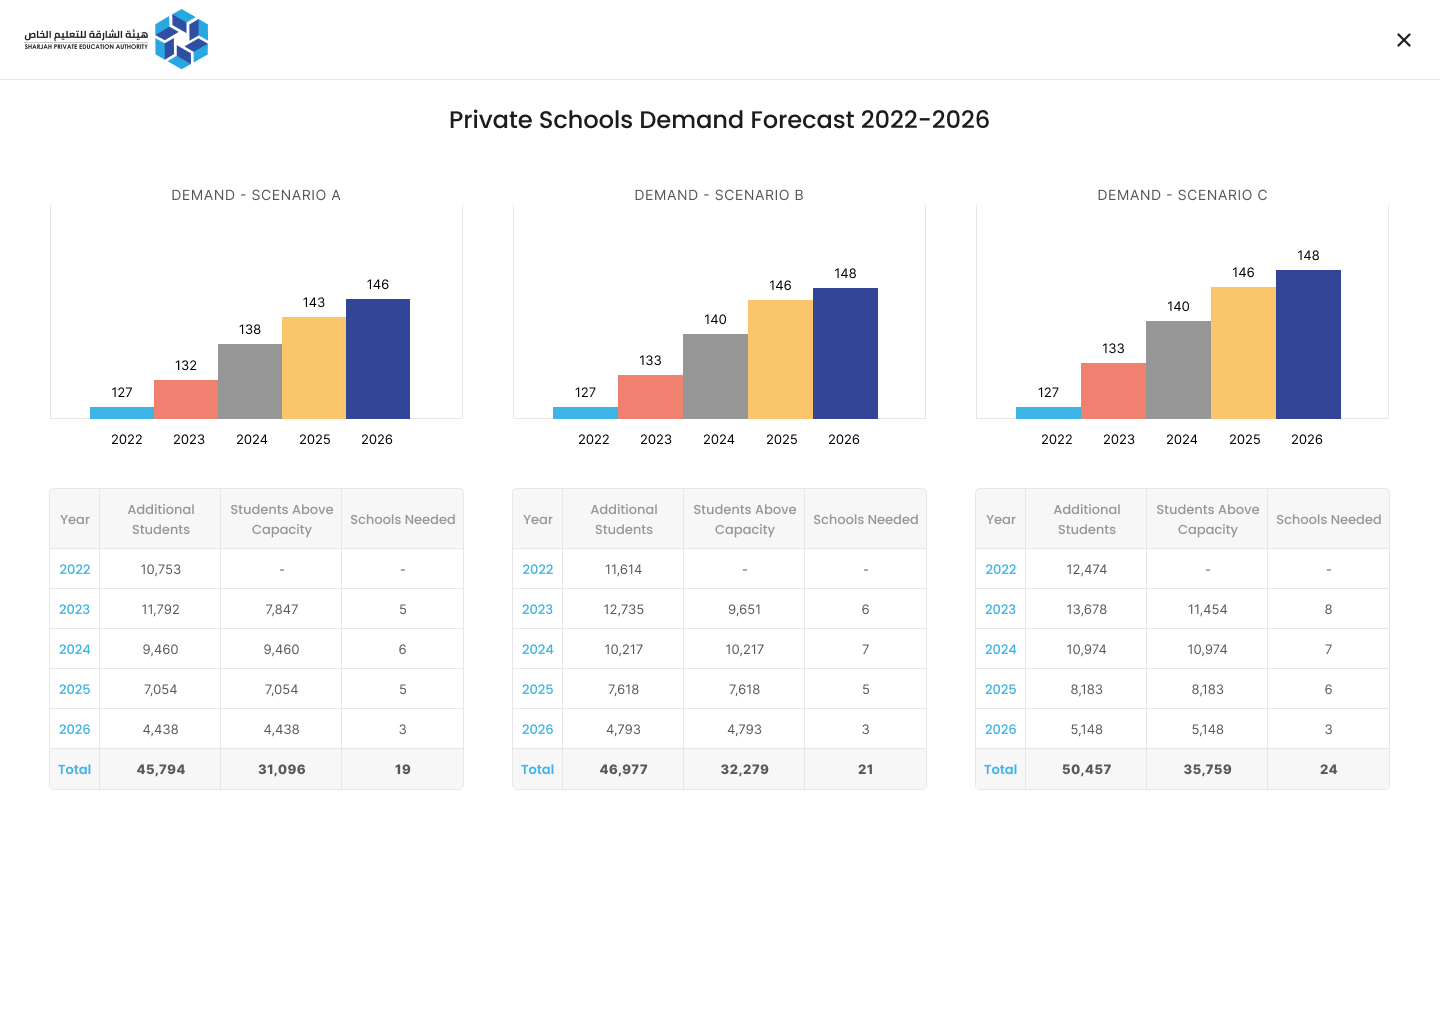 هيئة الشارقة للتعليم الخاص
SHARJAH PRIVATE EDUCATION AUTHORITY
Private Schools Demand Forecast 2022-2026
DEMAND - SCENARIO A
127
132
138
143
146
2022 2023 2024 2025 2026
DEMAND - SCENARIO B
127
133
140
146
148
2022 2023 2024 2025 2026
DEMAND - SCENARIO C
127
133
140
146
148
2022 2023 2024 2025 2026
Year Additional Students Students Above Capacity Schools Needed
2022 10,753 - -
2023 11,792 7,847 5
2024 9,460 9,460 6
2025 7,054 7,054 5
2026 4,438 4,438 3
Total 45,794 31,096 19
Year Additional Students Students Above Capacity Schools Needed
2022 11,614 - -
2023 12,735 9,651 6
2024 10,217 10,217 7
2025 7,618 7,618 5
2026 4,793 4,793 3
Total 46,977 32,279 21
Year Additional Students Students Above Capacity Schools Needed
2022 12,474 - -
2023 13,678 11,454 8
2024 10,974 10,974 7
2025 8,183 8,183 6
2026 5,148 5,148 3
Total 50,457 35,759 24